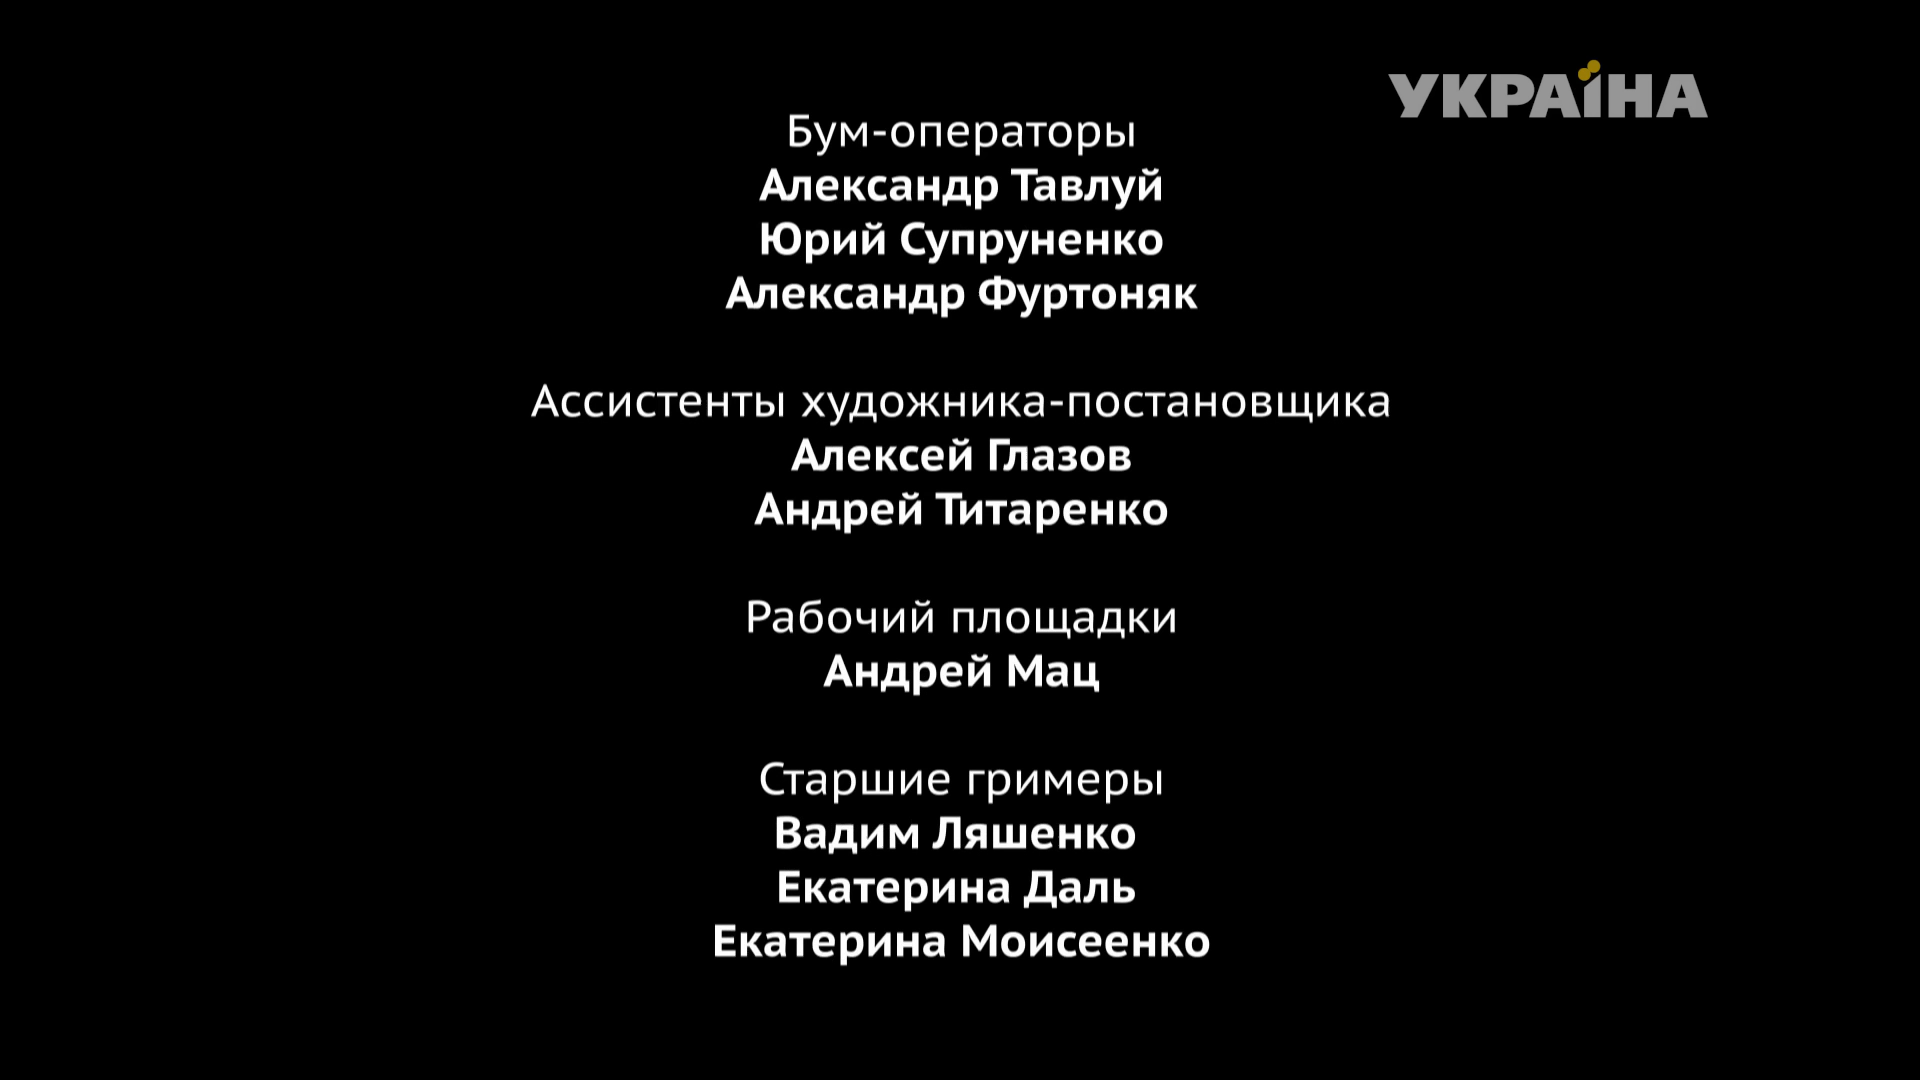 УКРАЇНА
Бум-операторы
Александр Тавлуй
Юрий Супруненко
Александр Фуртоняк
Ассистенты художника-постановщика
Алексей Глазов
Андрей Титаренко
Рабочий площадки
Андрей Мац
Старшие гримеры
Вадим Ляшенко
Екатерина Даль
Екатерина Моисеенко